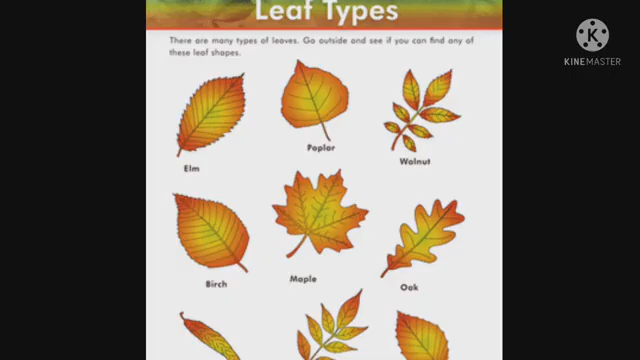 Leaf Types
There are many types of leaves. Go outside and see if you can find any of
these leaf shapes.
K
KINEMASTER
Elm
Poplar
Walnut
Birch
Maple
Oak